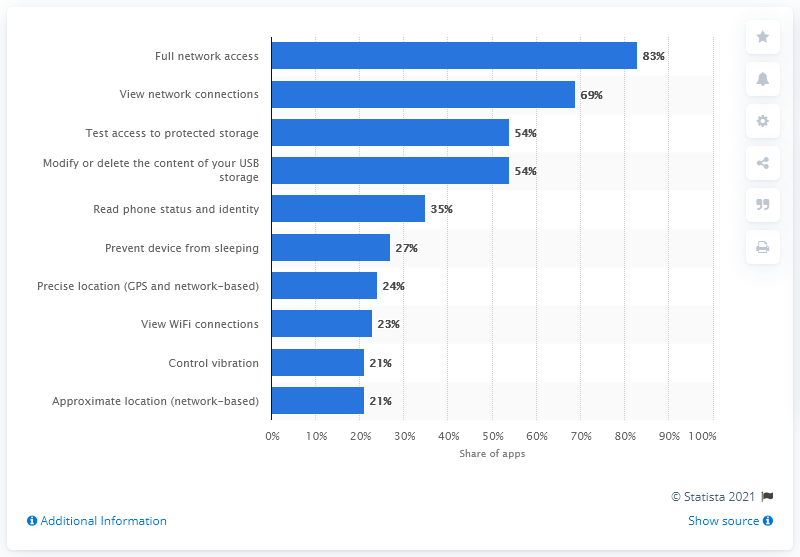 Full network access 83%
View network connections 69%
Test access to protected storage 54%
Modify or delete the content of your USB
storage 54%
Read phone status and identity 35%
Prevent device from sleeping 27%
Precise location (GPS and network-based) 24%
View WiFi connections 23%
Control vibration 21%
Approximate location (network-based) 21%
0% 10% 20% 30% 40% 50% 60% 70% 80% 90% 100%
Share of apps
© Statista 2021
Additional Information
Show source